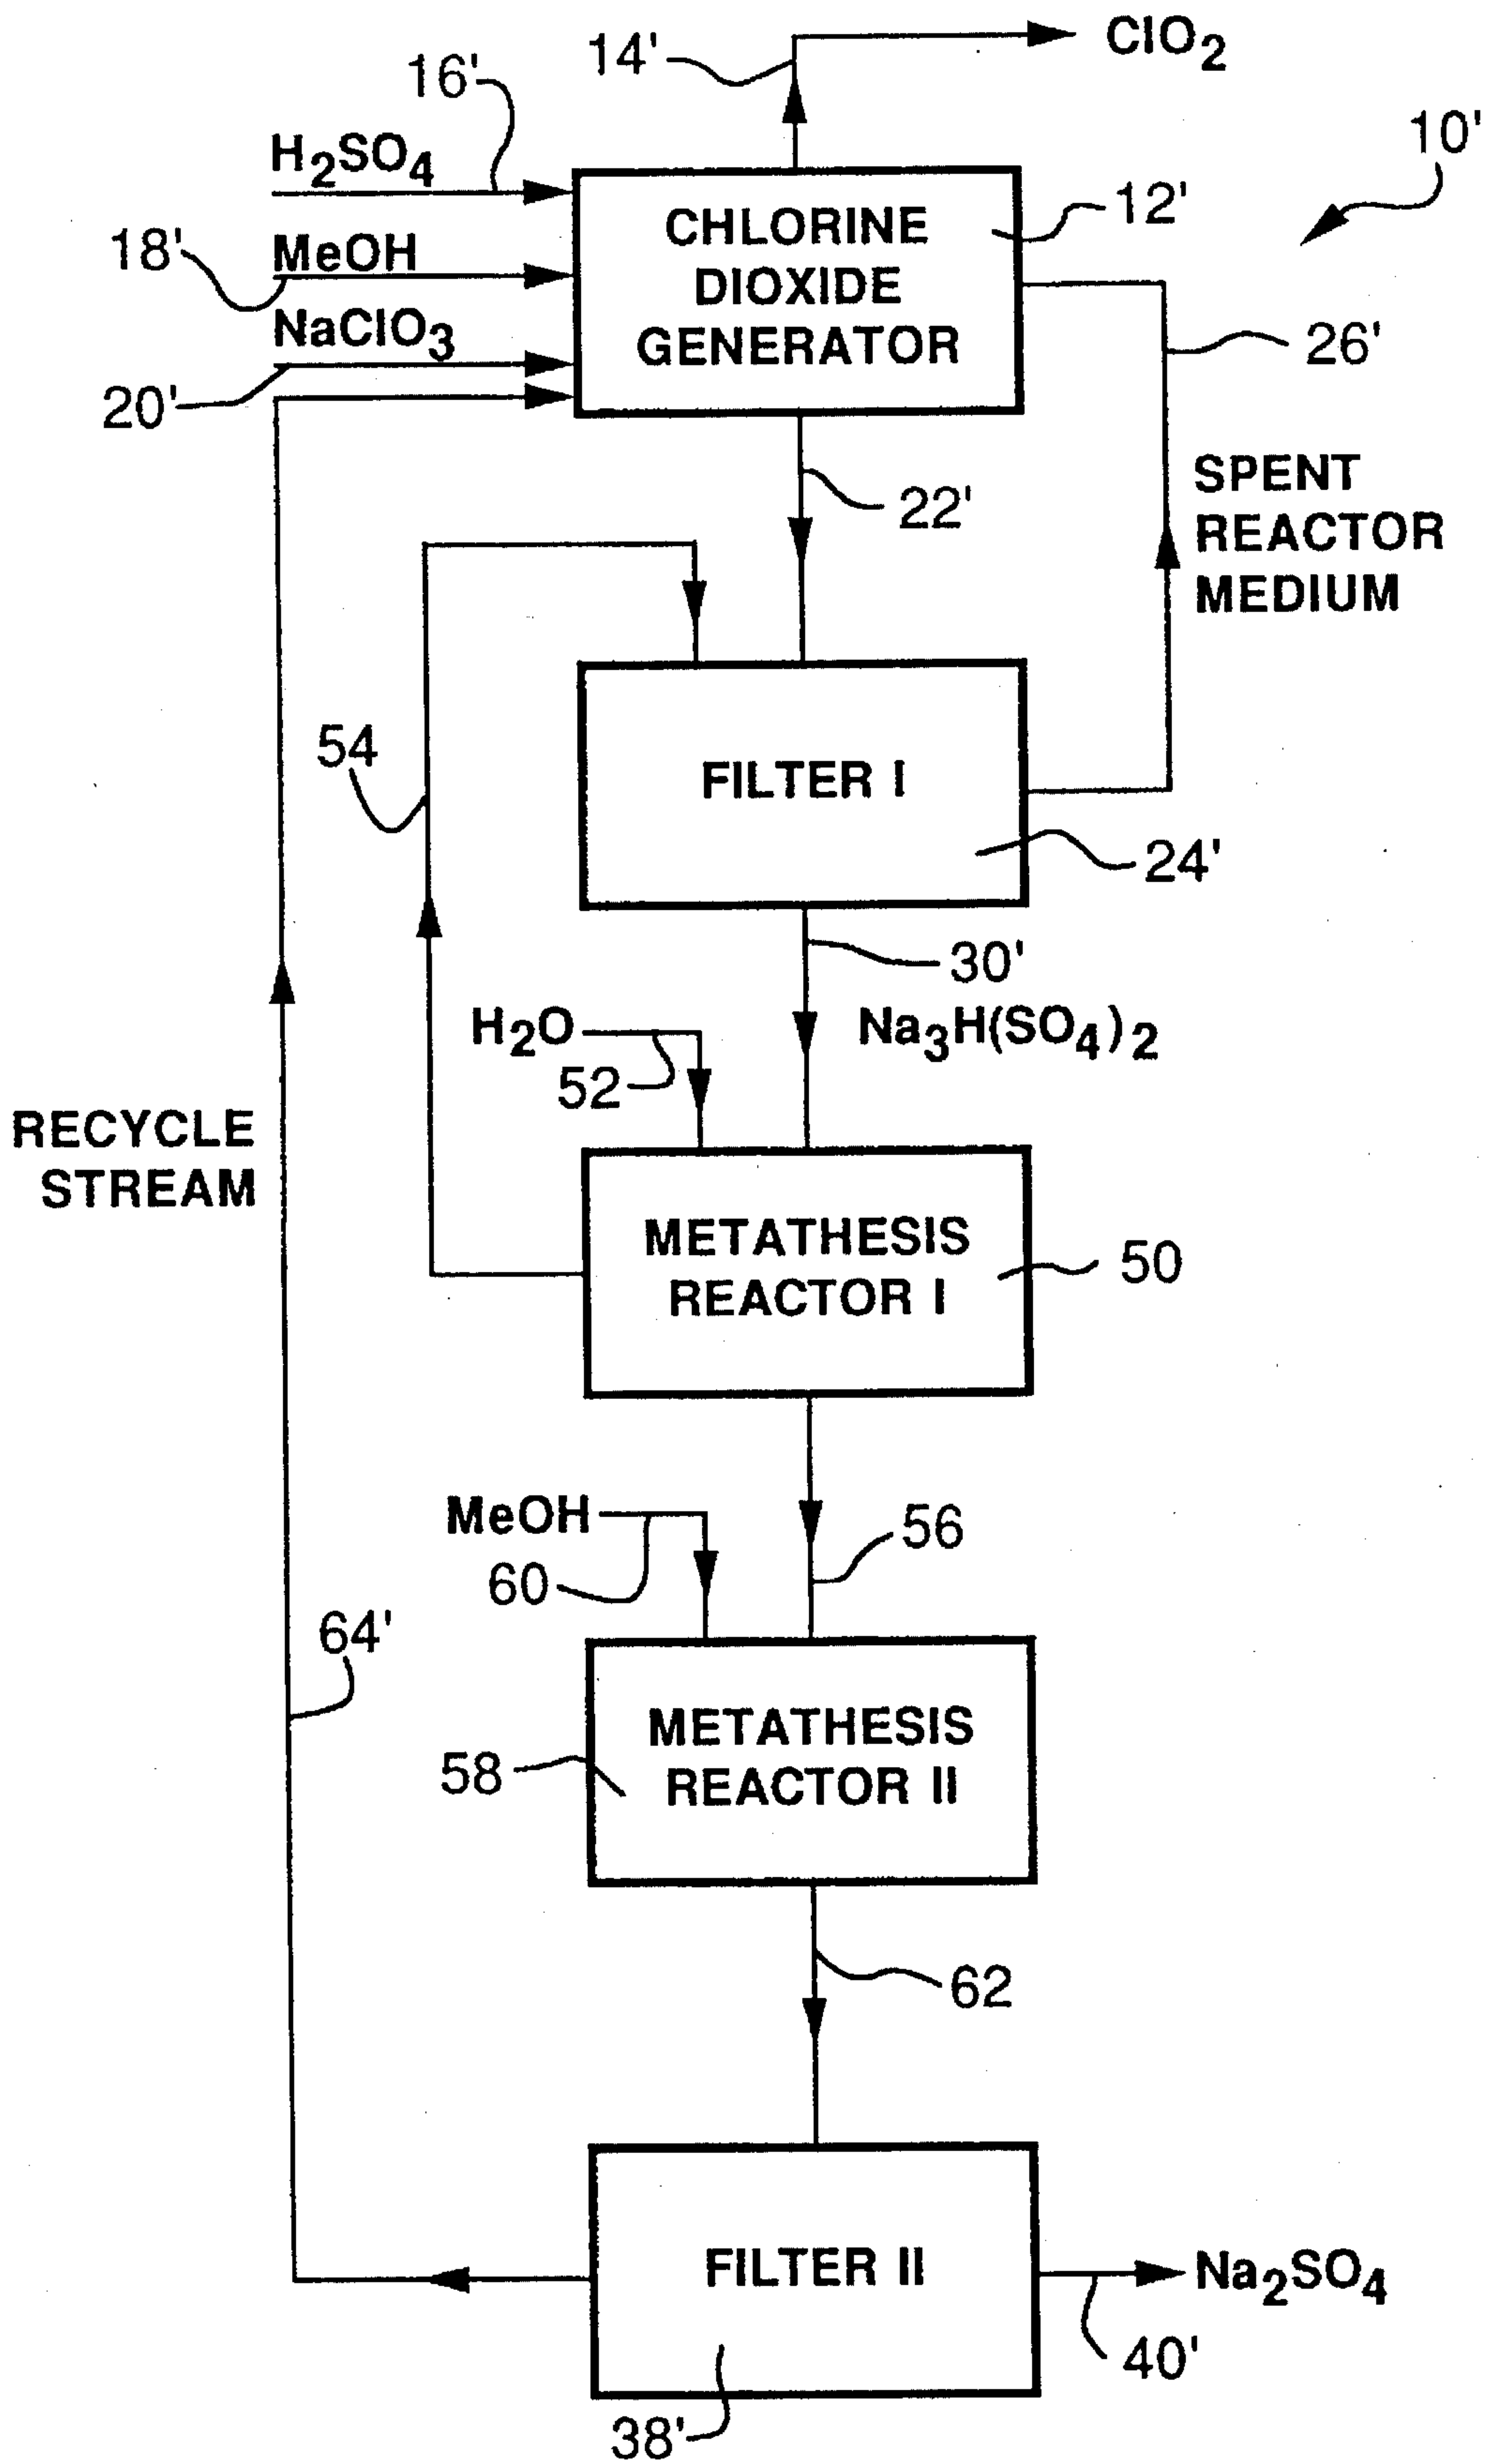 14'
ClO2
16'
10'
H2SO4
12'
CHLORINE
DIOXIDE
GENERATOR
18'
MeOH
NaClO3
20'
26'
22'
SPENT
REACTOR
MEDIUM
54
FILTER I
24'
30'
H2O
52
Na3H(SO4)2
RECYCLE
STREAM
METATHESIS
REACTOR I
50
MeOH
60
56
64'
METATHESIS
REACTOR II
58
62
FILTER II
Na2SO4
40'
38'